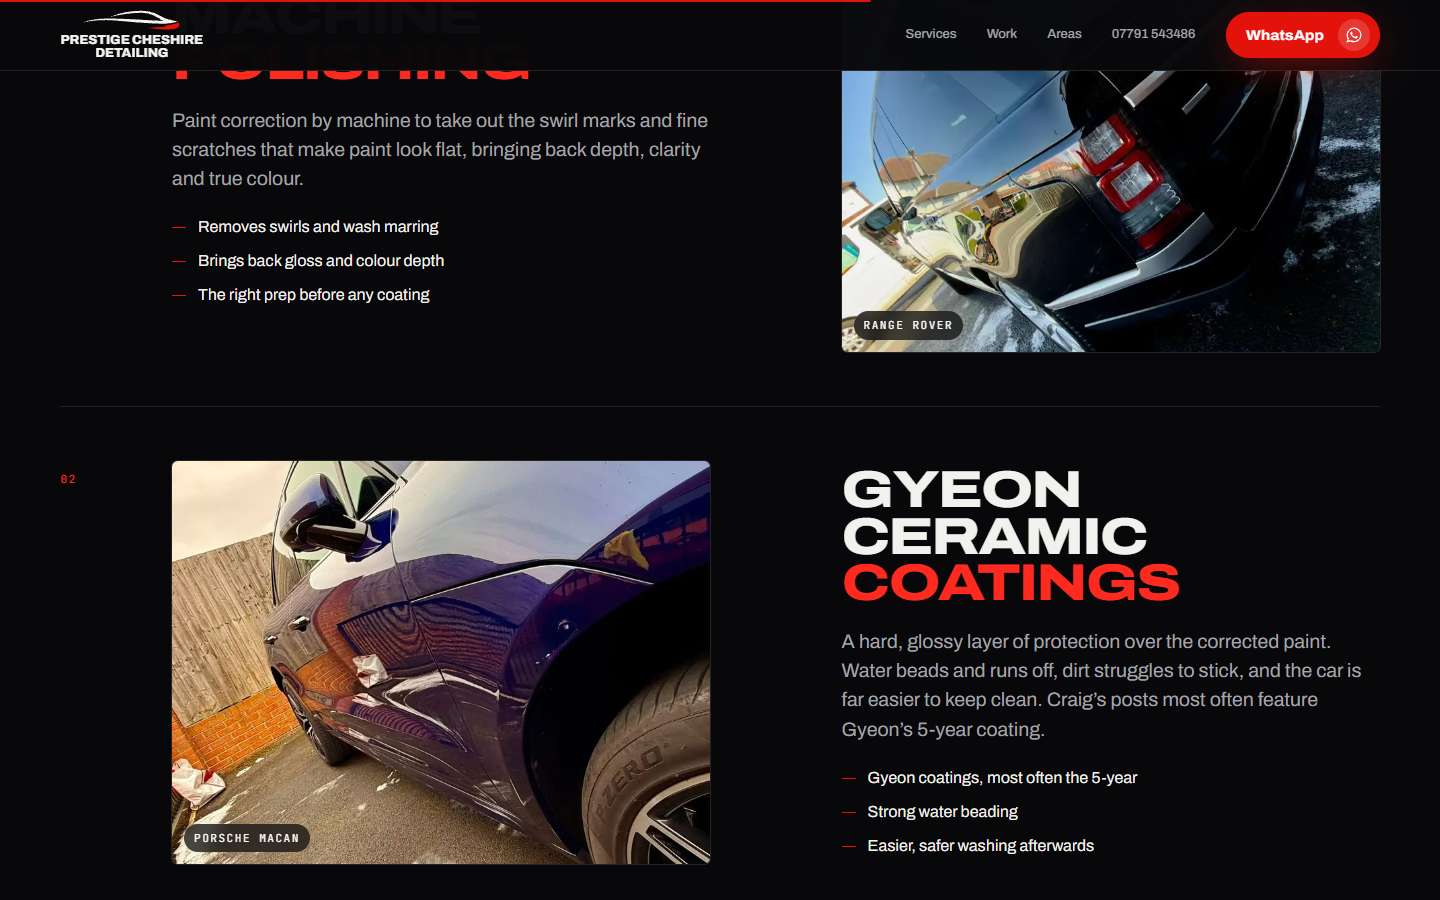 MACHINE
POLISHING
PRESTIGE CHESHIRE
DETAILING
Services
Work
Areas
07791 543486
WhatsApp
Paint correction by machine to take out the swirl marks and fine
scratches that make paint look flat, bringing back depth, clarity
and true colour.
— Removes swirls and wash marring
— Brings back gloss and colour depth
— The right prep before any coating
RANGE ROVER
02
PORSCHE MACAN
ZERO
GYEON
CERAMIC
COATINGS
A hard, glossy layer of protection over the corrected paint.
Water beads and runs off, dirt struggles to stick, and the car is
far easier to keep clean. Craig’s posts most often feature
Gyeon’s 5-year coating.
— Gyeon coatings, most often the 5-year
— Strong water beading
— Easier, safer washing afterwards